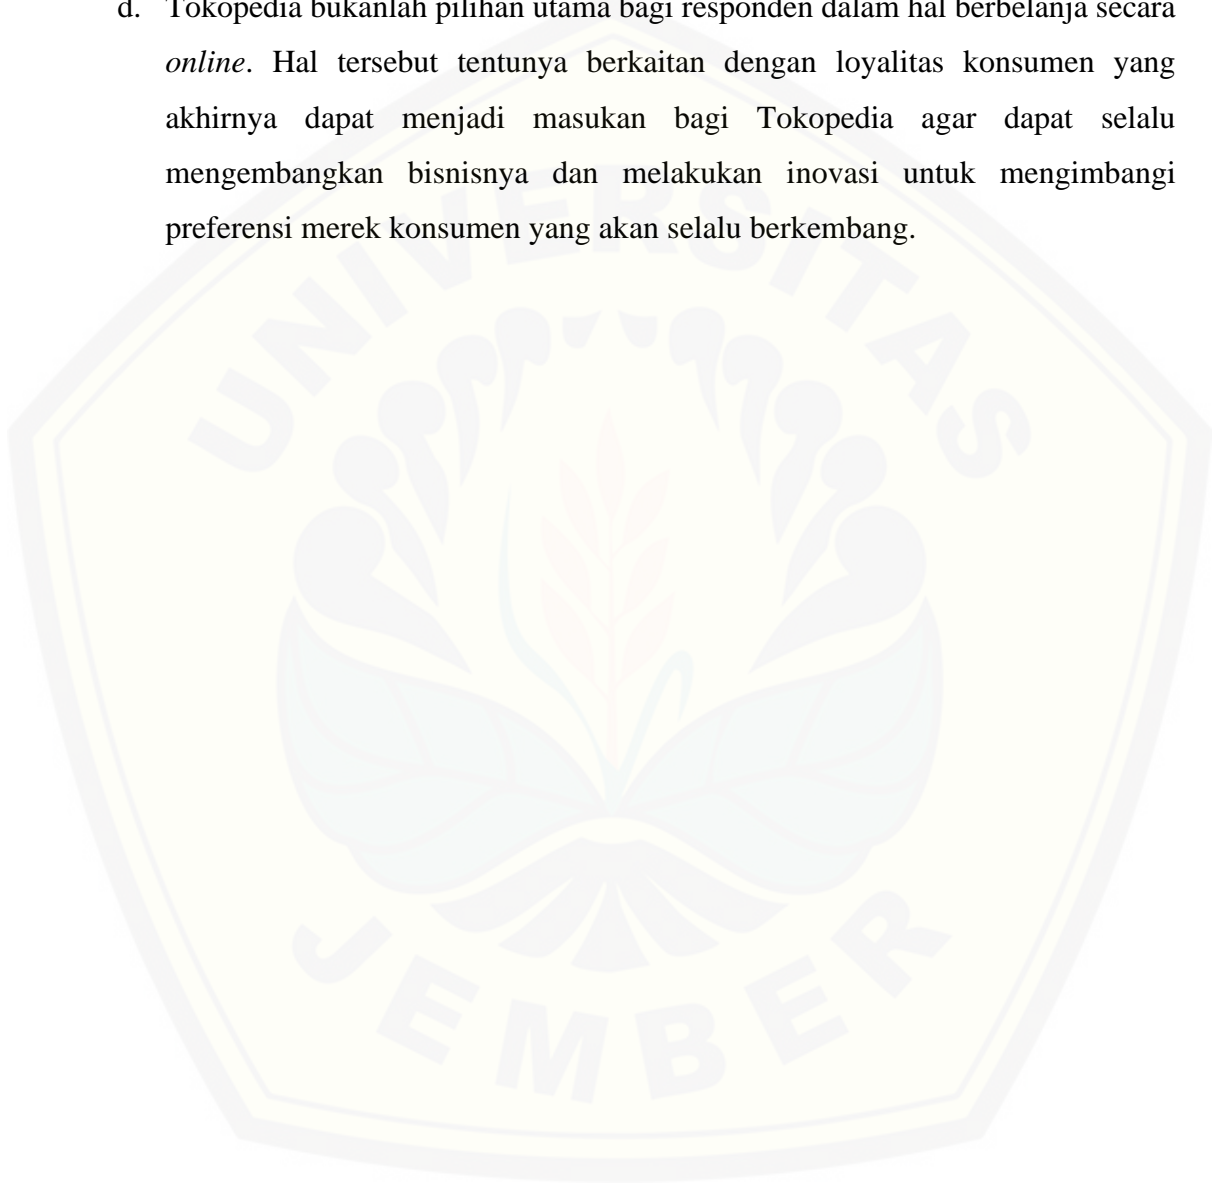 d. Tokopedia bukanlah pilihan utama bagi responden dalam hal berbelanja secara
online. Hal tersebut tentunya berkaitan dengan loyalitas konsumen yang
akhirnya dapat menjadi masukan bagi Tokopedia agar dapat selalu
mengembangkan bisnisnya dan melakukan inovasi untuk mengimbangi
preferensi merek konsumen yang akan selalu berkembang.
UNIVERSITAS
JEMBER